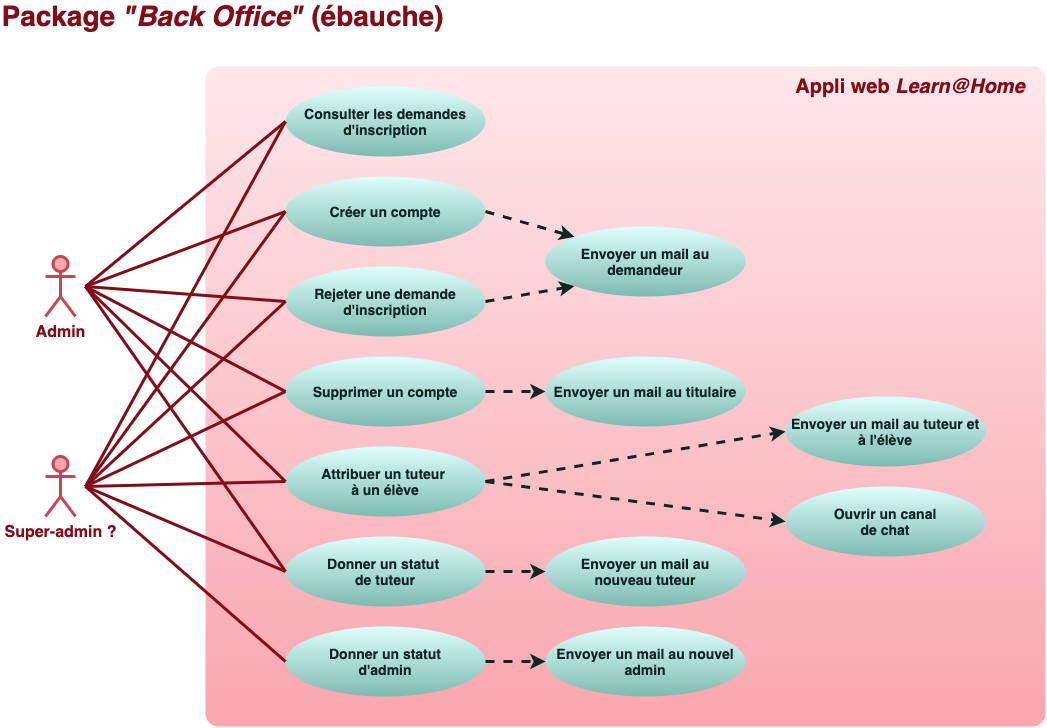 Package "Back Office" (ébauche)
Appli web Learn@Home
Consulter les demandes
d'inscription
Créer un compte
Envoyer un mail au
demandeur
Rejeter une demande
d'inscription
Admin
Supprimer un compte
Envoyer un mail au titulaire
Envoyer un mail au tuteur et
à l'élève
Attribuer un tuteur
à un élève
Ouvrir un canal
de chat
Super-admin ?
Donner un statut
de tuteur
Envoyer un mail au
nouveau tuteur
Donner un statut
d'admin
Envoyer un mail au nouvel
admin